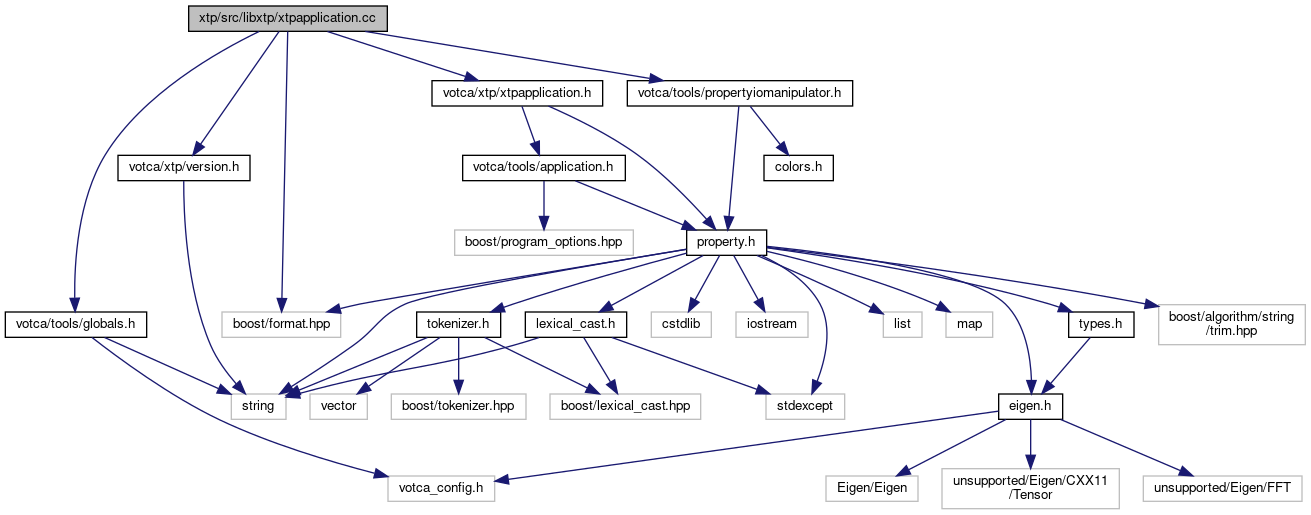 xtp/src/libxtp/xtpapplication.cc
votca/xtp/xtpapplication.h
votca/tools/propertyiomanipulator.h
votca/xtp/version.h
votca/tools/application.h
colors.h
boost/program_options.hpp
property.h
votca/tools/globals.h
boost/format.hpp
tokenizer.h
lexical_cast.h
cstdlib
iostream
list
map
types.h
boost/algorithm/string
/trim.hpp
string
vector
boost/tokenizer.hpp
boost/lexical_cast.hpp
stdexcept
eigen.h
votca_config.h
Eigen/Eigen
unsupported/Eigen/CXX11
/Tensor
unsupported/Eigen/FFT